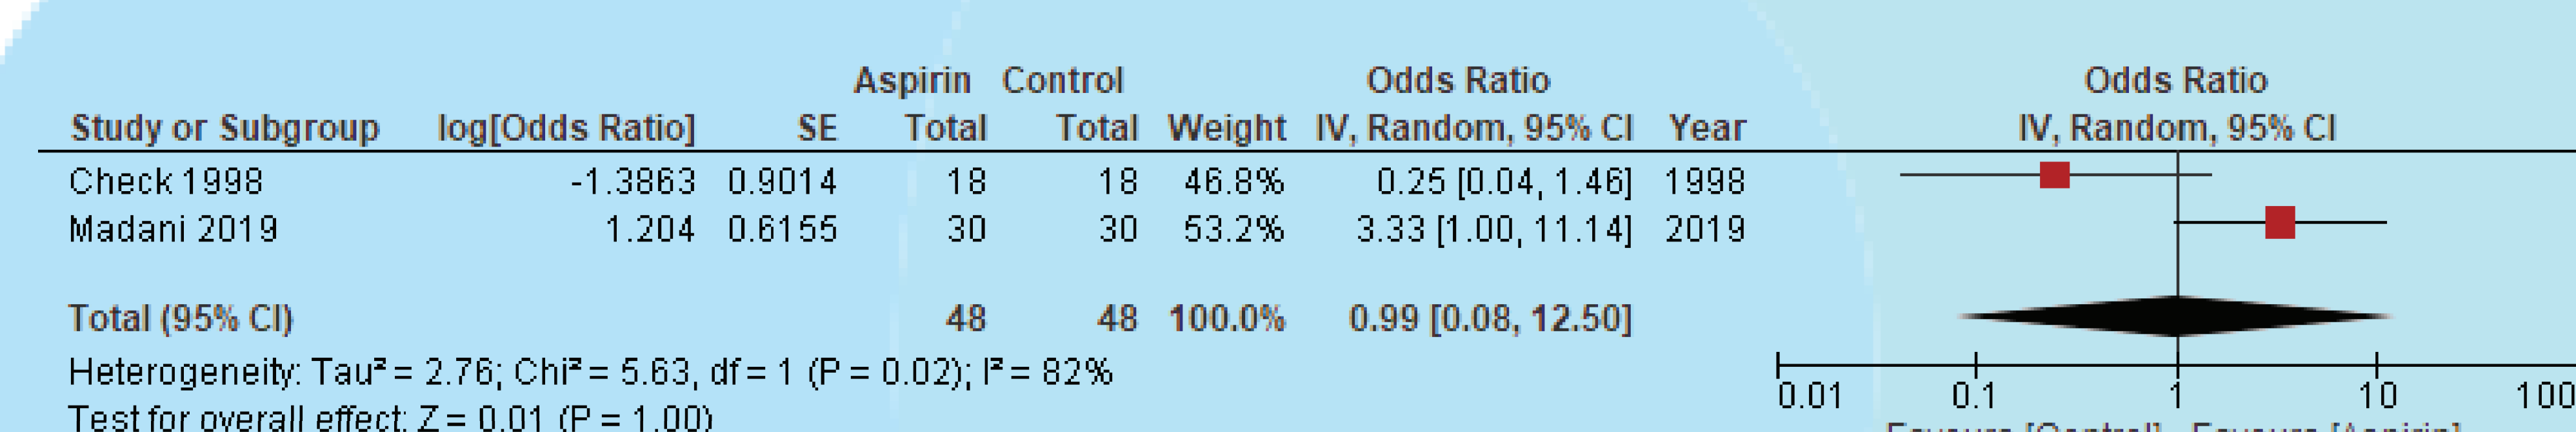 Aspirin Control Odds Ratio Odds Ratio
Study or Subgroup log[Odds Ratio] SE Total Total Weight IV, Random, 95% CI Year IV, Random, 95% CI
Check 1998 -1.3863 0.9014 18 18 46.8% 0.25 [0.04, 1.46] 1998
Madani 2019 1.204 0.6155 30 30 53.2% 3.33 [1.00, 11.14] 2019
Total (95% CI) 48 48 100.0% 0.99 [0.08, 12.50]
Heterogeneity: Tau² = 2.76; Chi² = 5.63, df = 1 (P = 0.02); I² = 82%
0.01 0.1 1 10 100
Test for overall effect: Z = 0.01 (P = 1.00)
Favours [Control] Favours [Aspirin]